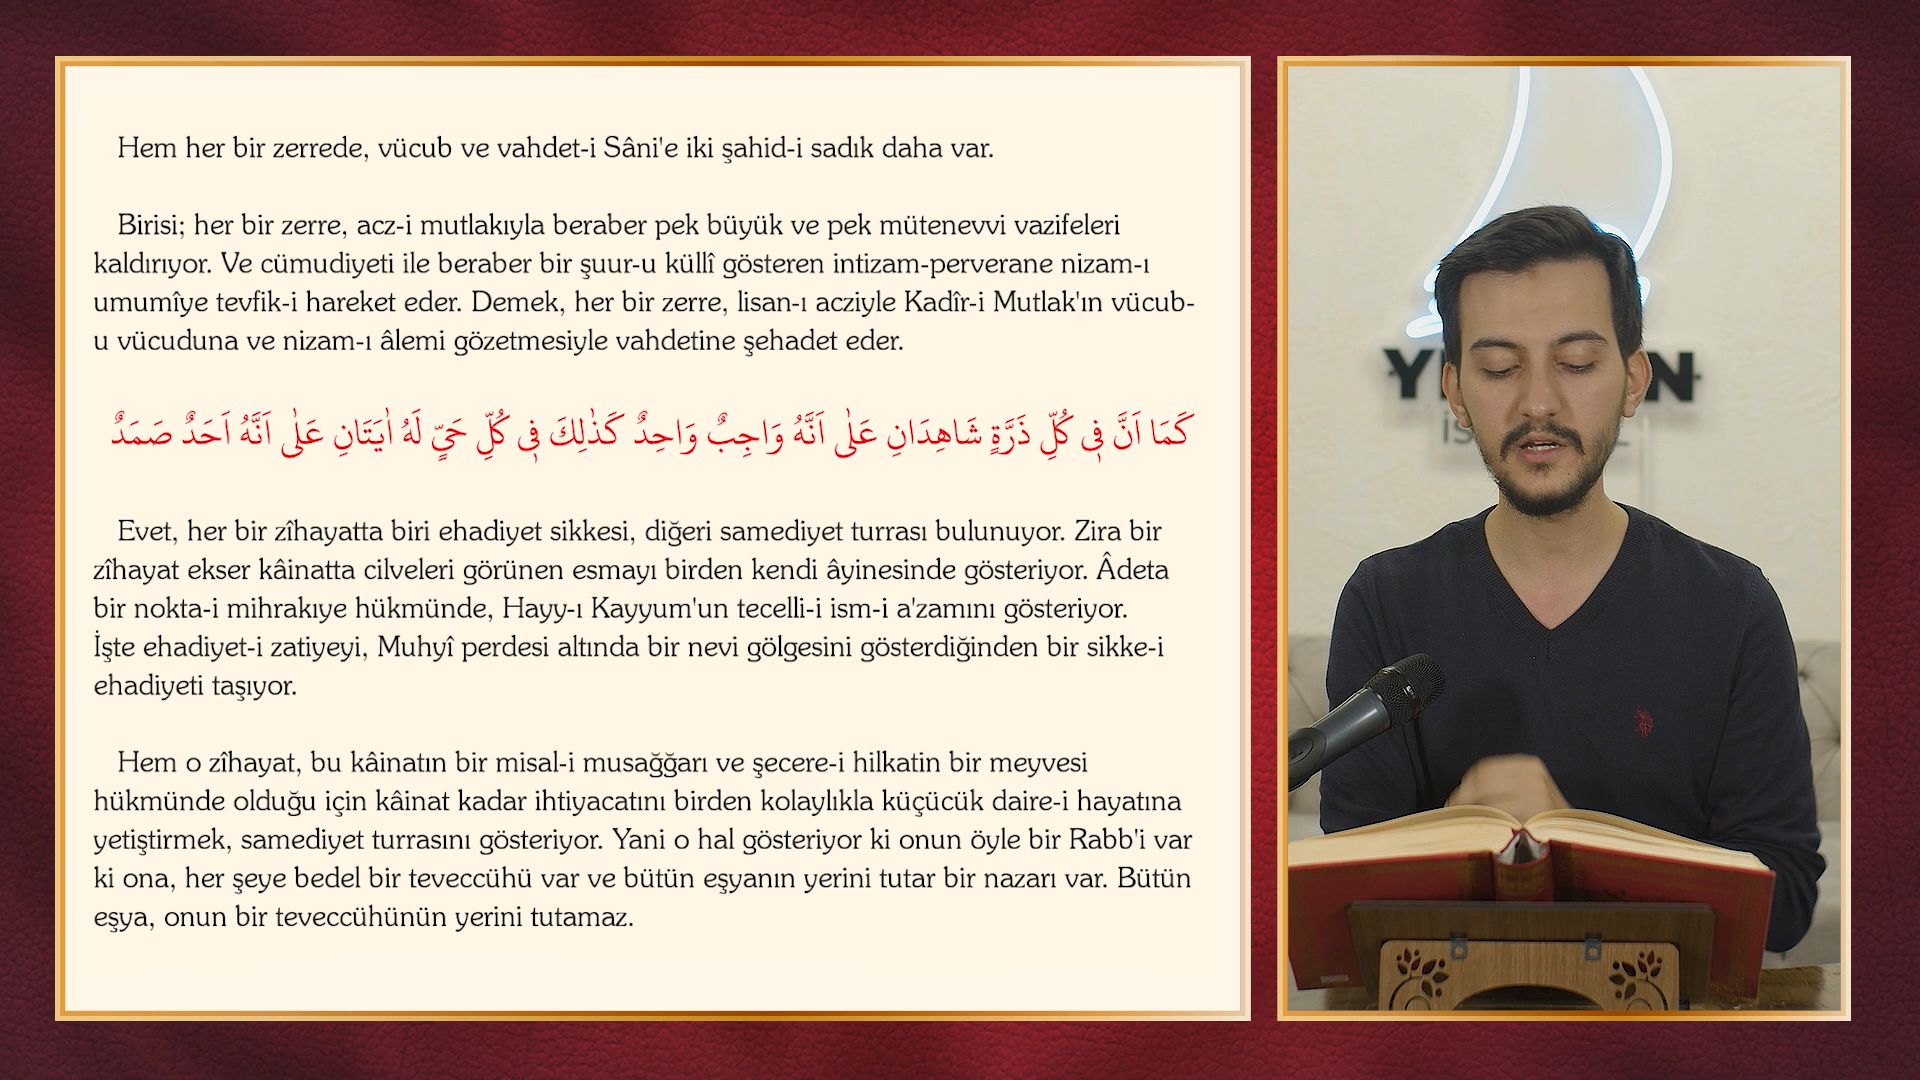 Hem her bir zerrede, vücub ve vahdet-i Sâni'e iki şahid-i sadık daha var.
Birisi; her bir zerre, acz-i mutlakıyla beraber pek büyük ve pek mütenevvi vazifeleri
kaldırıyor. Ve cümudiyeti ile beraber bir şuur-u küllî gösteren intizam-perverane nizam-ı
umumîye tevfik-i hareket eder. Demek, her bir zerre, lisan-ı acziyle Kadîr-i Mutlak'ın vücub-
u vücuduna ve nizam-ı âlemi gözetmesiyle vahdetine şehadet eder.
كَمَا اَنَّ فِى كُلِّ ذَرَّةٍ شَاهِدَانِ عَلٰى اَنَّهُ وَاجِبٌ وَاحِدٌ كَذٰلِكَ فِى كُلِّ حَىٍّ لَهُ اٰيَتَانِ عَلٰى اَنَّهُ اَحَدٌ صَمَدٌ
Evet, her bir zîhayatta biri ehadiyet sikkesi, diğeri samediyet turrası bulunuyor. Zira bir
zîhayat ekser kâinatta cilveleri görünen esmayı birden kendi âyinesinde gösteriyor. Âdeta
bir nokta-i mihrakıye hükmünde, Hayy-ı Kayyum'un tecelli-i ism-i a'zamını gösteriyor.
İşte ehadiyet-i zatiyeyi, Muhyî perdesi altında bir nevi gölgesini gösterdiğinden bir sikke-i
ehadiyeti taşıyor.
Hem o zîhayat, bu kâinatın bir misal-i musağğarı ve şecere-i hilkatin bir meyvesi
hükmünde olduğu için kâinat kadar ihtiyacatını birden kolaylıkla küçücük daire-i hayatına
yetiştirmek, samediyet turrasını gösteriyor. Yani o hal gösteriyor ki onun öyle bir Rabb'i var
ki ona, her şeye bedel bir teveccühü var ve bütün eşyanın yerini tutar bir nazarı var. Bütün
eşya, onun bir teveccühünün yerini tutamaz.